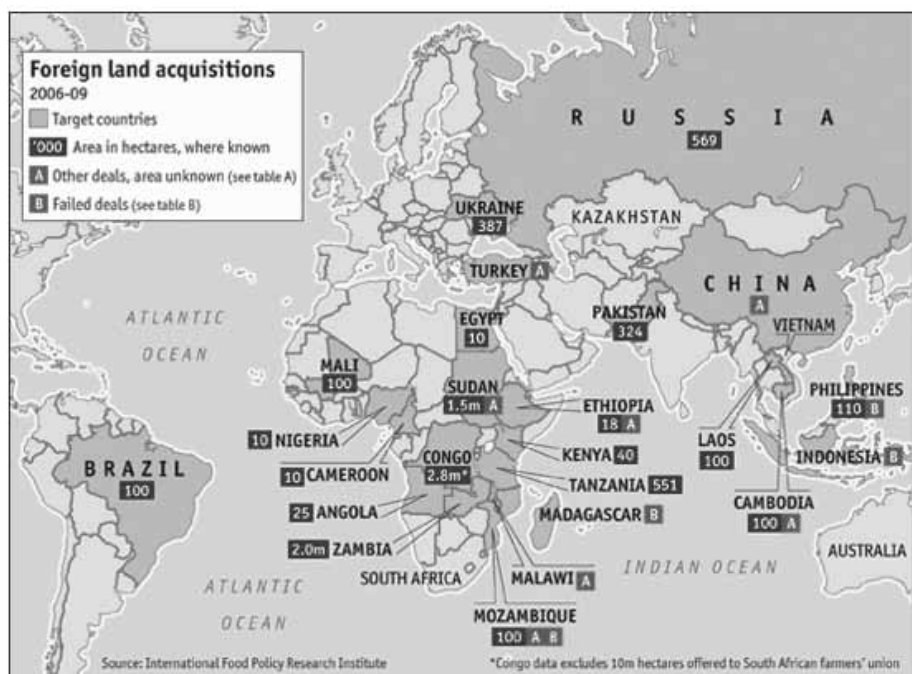 Foreign land acquisitions
2006-09
Target countries
'000 Area in hectares, where known
A Other deals, area unknown (see table A)
B Failed deals (see table B)
RUSSIA
569
UKRAINE
387
KAZAKHSTAN
TURKEY A
CHINA
A
ATLANTIC
OCEAN
EGYPT
10
PAKISTAN
324
VIETNAM
MALI
100
SUDAN
1.5m A
ETHIOPIA
18 A
PHILIPPINES
110 B
10 NIGERIA
KENYA 40
LAOS
100
INDONESIA B
BRAZIL
100
10 CAMEROON
CONGO
2.8m*
TANZANIA 551
25 ANGOLA
MADAGASCAR B
CAMBODIA
100 A
2.0m ZAMBIA
AUSTRALIA
SOUTH AFRICA
MALAWI A
INDIAN OCEAN
ATLANTIC
OCEAN
MOZAMBIQUE
100 A B
Source: International Food Policy Research Institute
*Congo data excludes 10m hectares offered to South African farmers' union